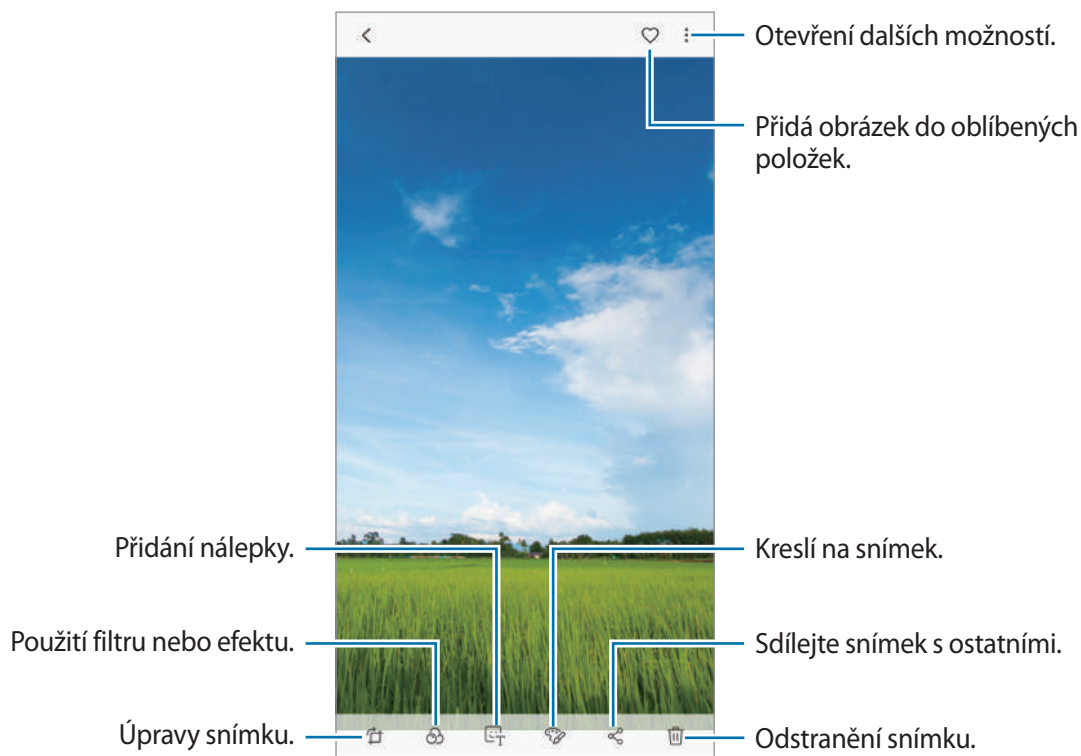 Otevření dalších možností.
Přidá obrázek do oblíbených
položek.
Přidání nálepky.
Kreslí na snímek.
Použití filtru nebo efektu.
Sdílejte snímek s ostatními.
Úpravy snímku.
Odstranění snímku.